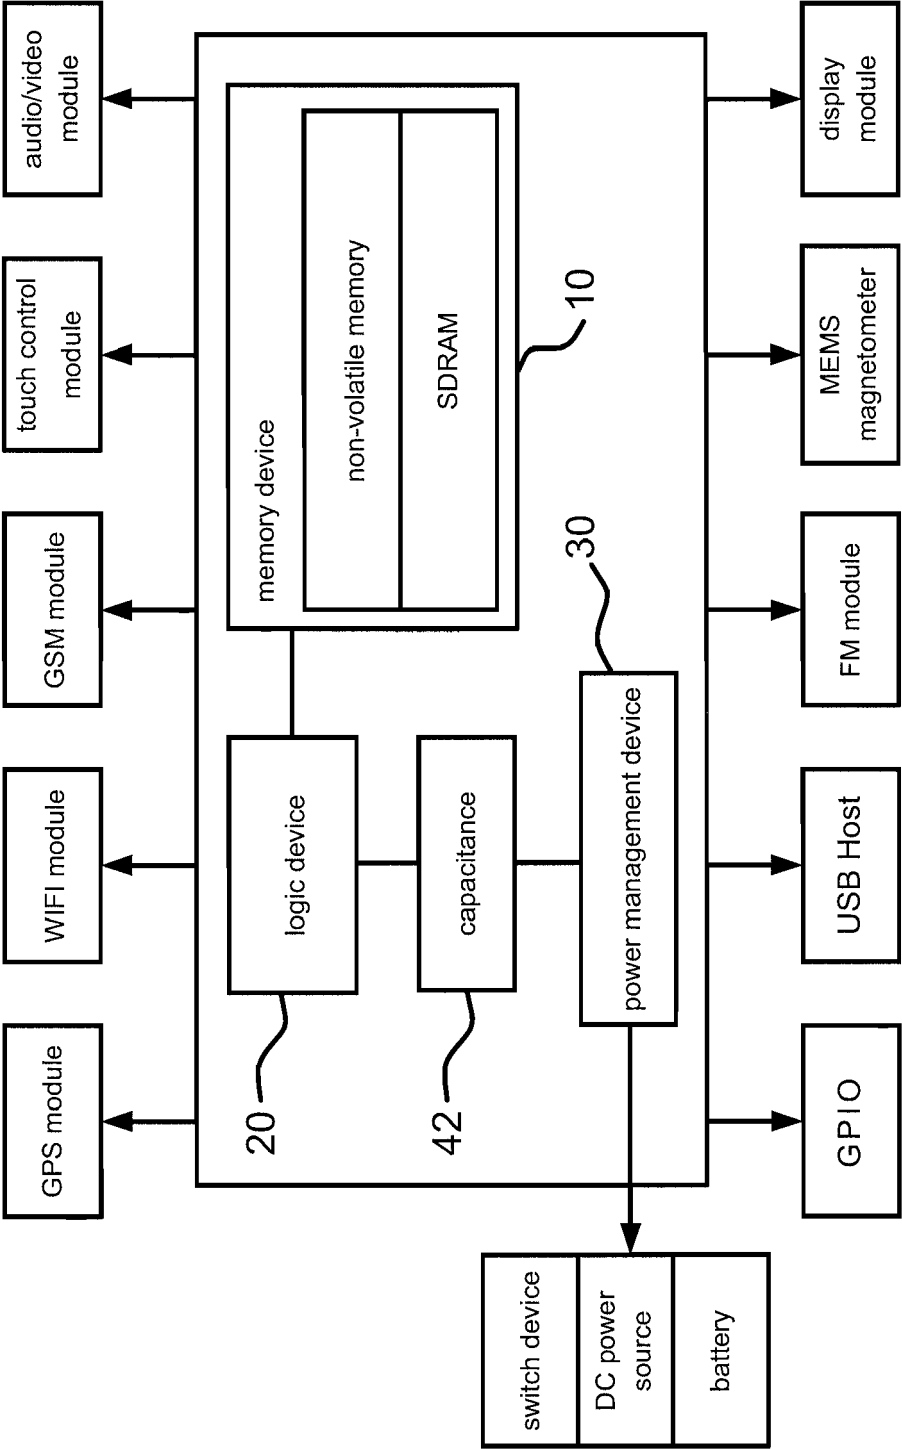 audio/video
module
touch control
module
GSM module
WIFI module
GPS module
memory device
non-volatile memory
SDRAM
10
logic device
20
capacitance
42
power management device
30
display
module
MEMS
magnetometer
FM module
USB Host
GPIO
switch device
DC power
source
battery